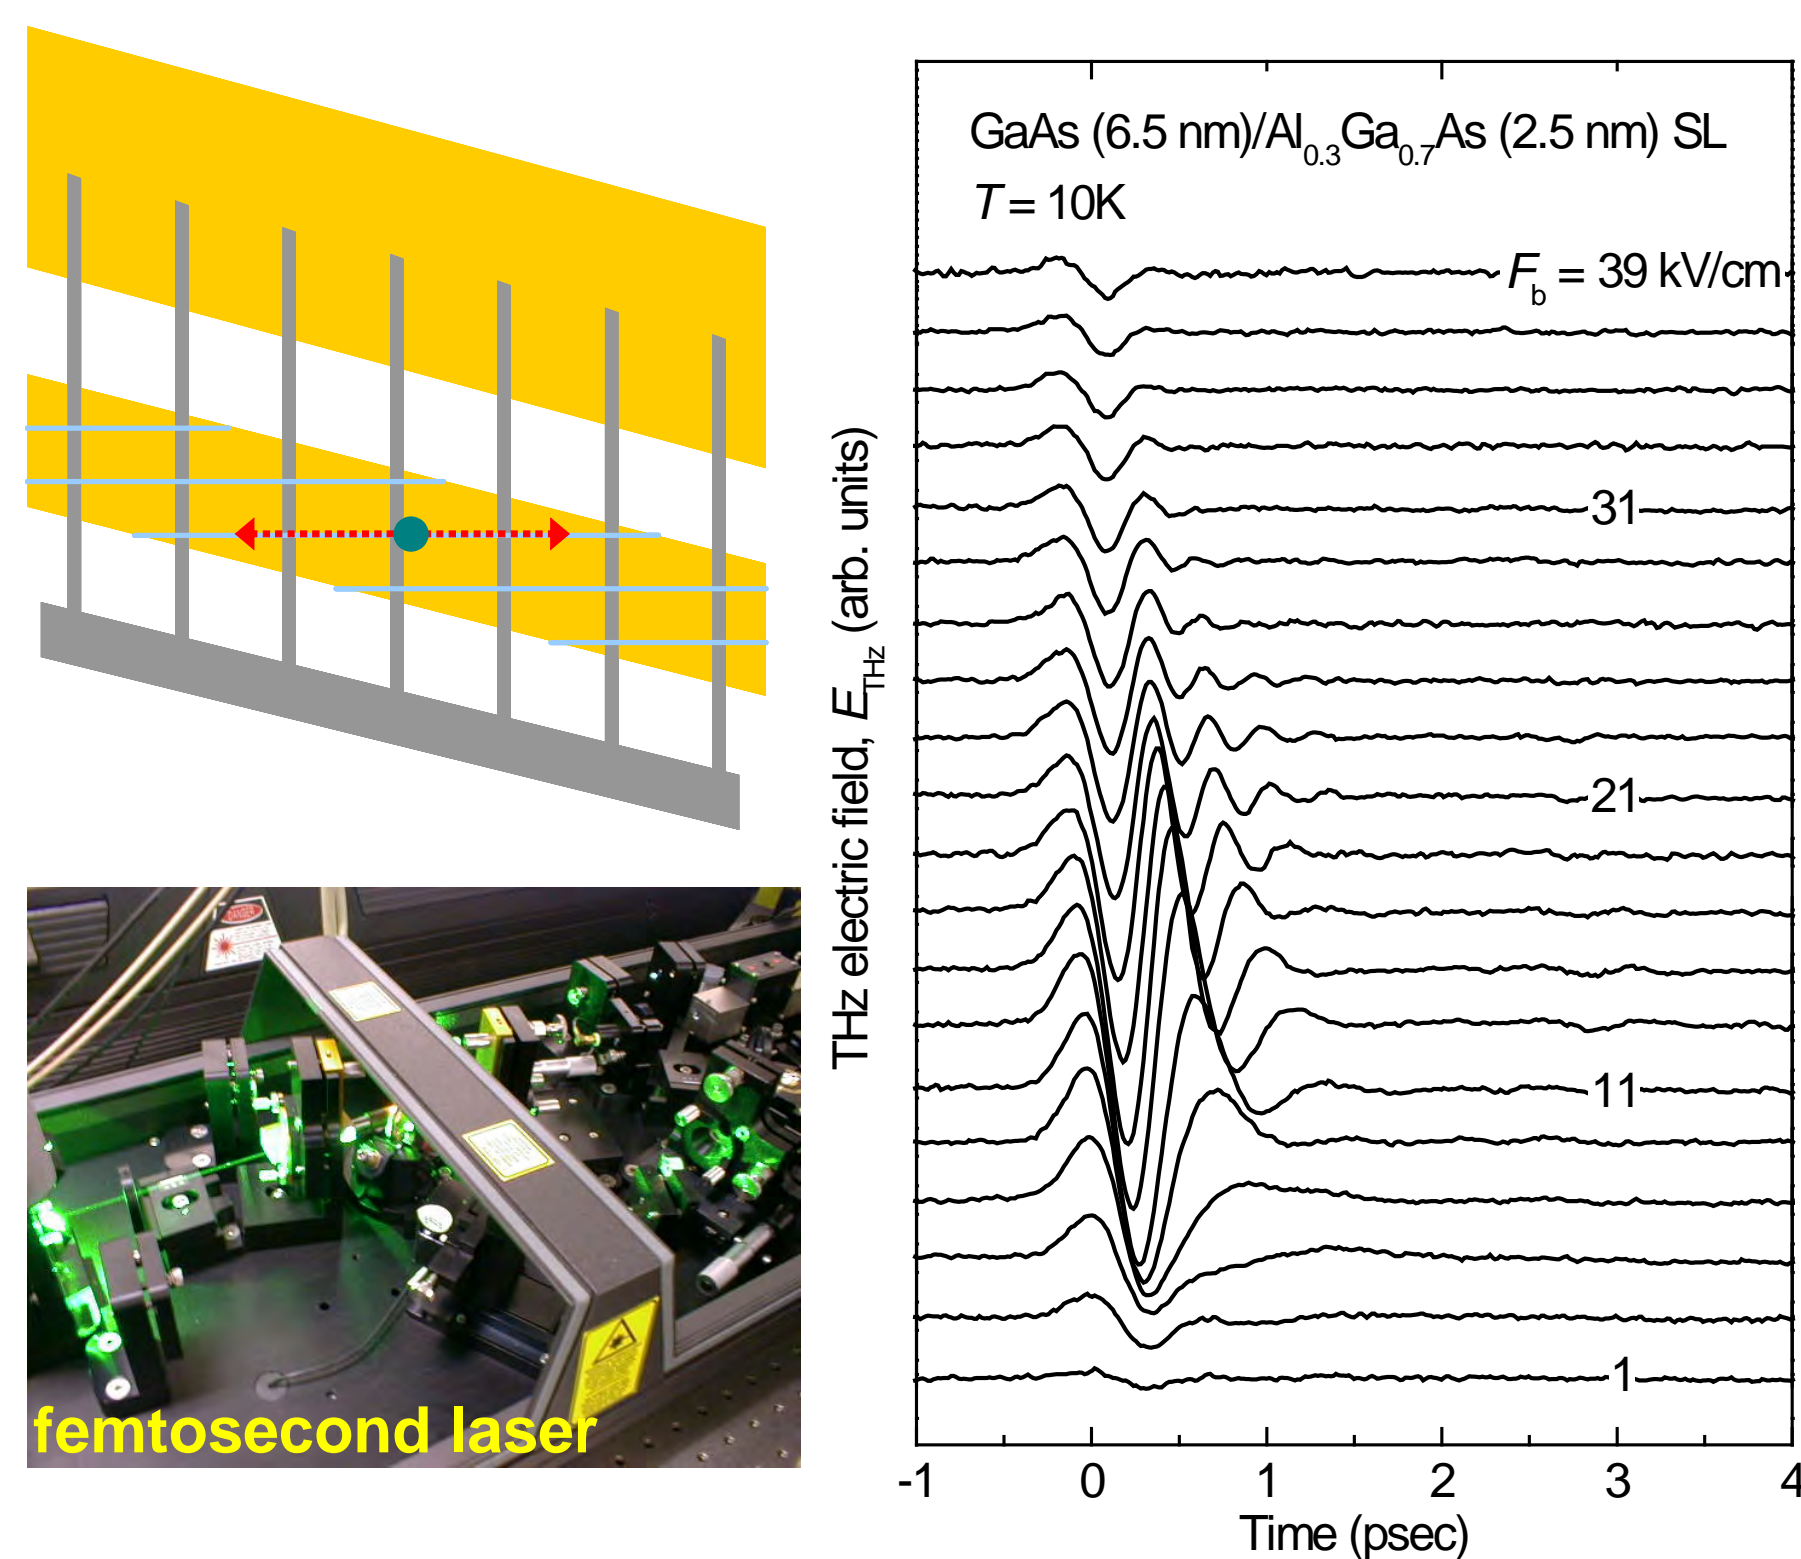 GaAs (6.5 nm)/Al0.3Ga0.7As (2.5 nm) SL
T = 10K
Fb = 39 kV/cm
31
21
11
1
THz electric field, ETHz (arb. units)
-1 0 1 2 3 4
Time (psec)
DANGER
femtosecond laser